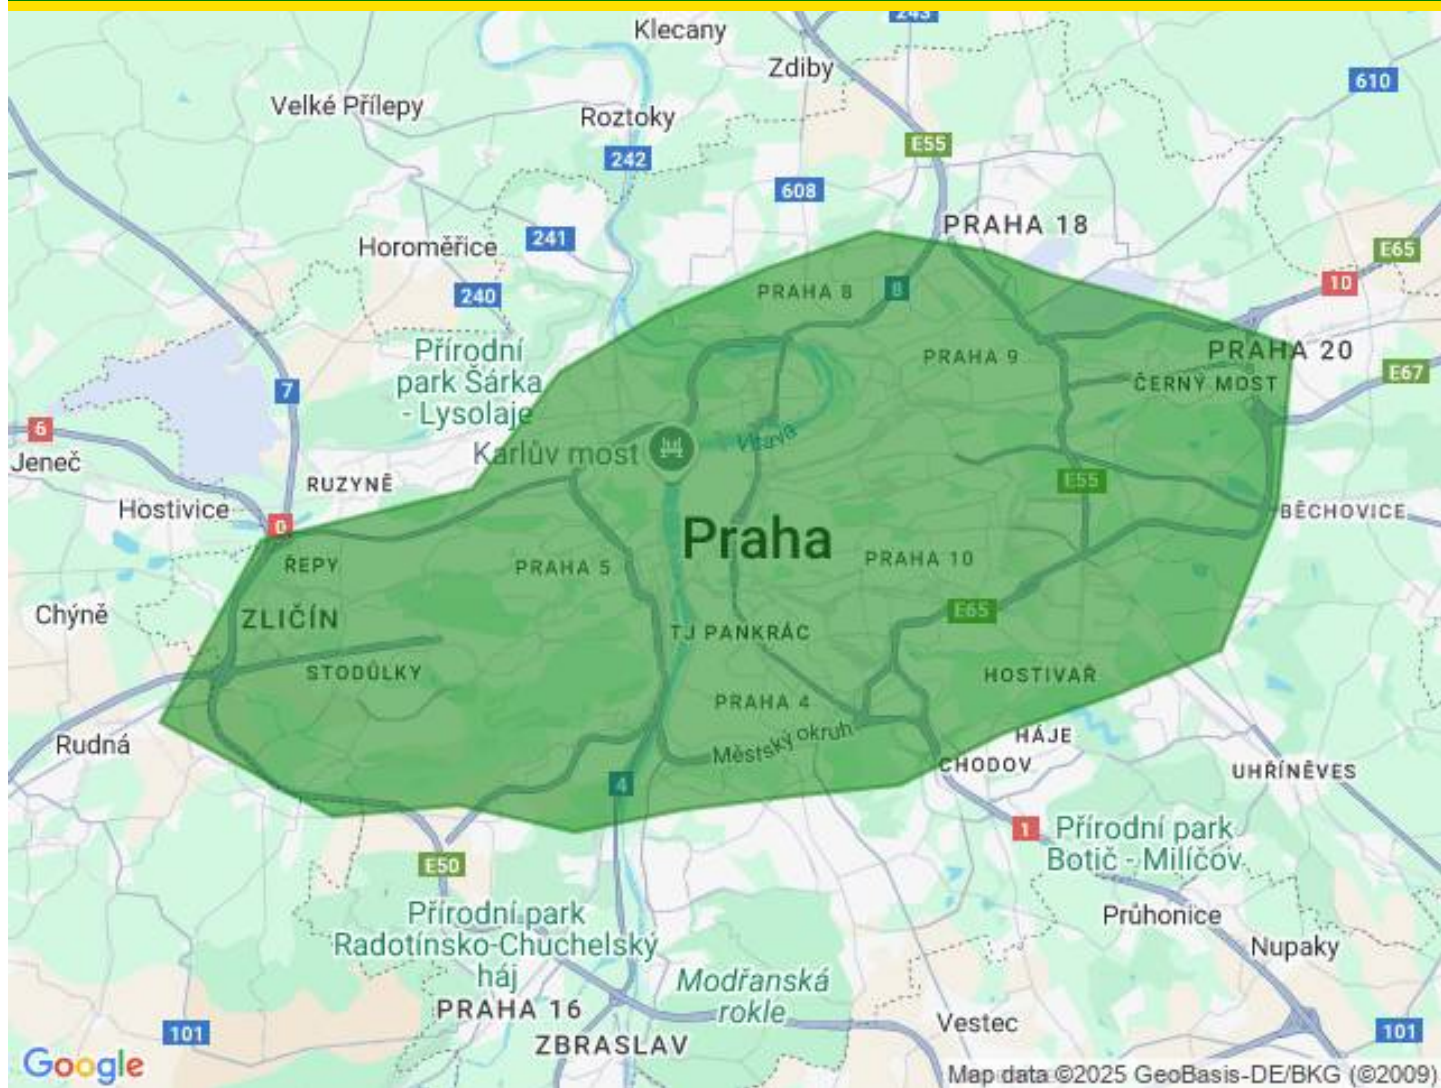 243
Klecany
Zdiby
610
Velké Přílepy
Roztoky
E55
242
608
PRAHA 18
Horoměřice
241
E65
10
240
PRAHA 8
8
Přírodní
park Šárka
- Lysolaje
PRAHA 9
PRAHA 20
E67
ČERNÝ MOST
7
6
Jeneč
Karlův most
Vltava
RUZYNĚ
E55
Hostivice
0
BĚCHOVICE
Praha
ŘEPY
PRAHA 5
PRAHA 10
Chýně
ZLIČÍN
E65
TJ PANKRÁC
STODŮLKY
HOSTIVAŘ
PRAHA 4
Rudná
Městský okruh
HÁJE
CHODOV
UHŘÍNĚVES
4
1
Přírodní park
Botič - Milíčov
E50
Přírodní park
Radotínsko-Chuchelský
háj
Průhonice
Nupaky
Modřanská
rokle
PRAHA 16
101
ZBRASLAV
Vestec
101
Google
Map data ©2025 GeoBasis-DE/BKG (©2009)